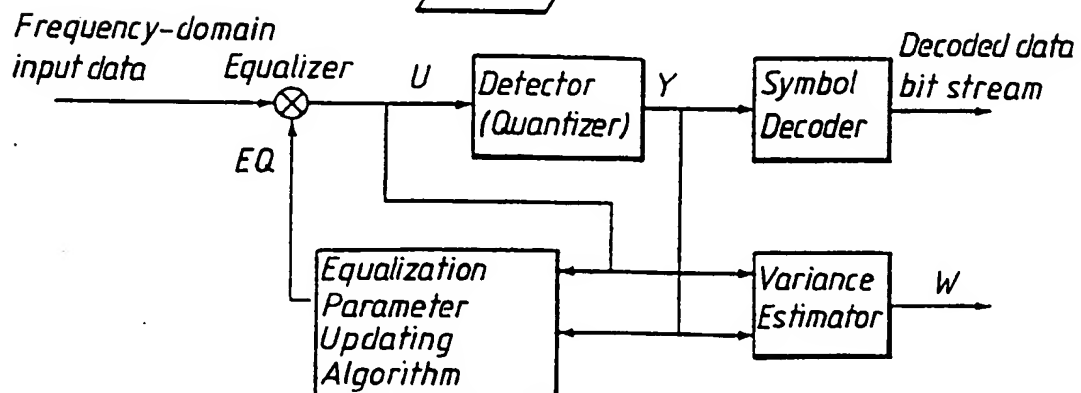 Frequency-domain
input data
Equalizer
U
Detector
(Quantizer)
Y
Symbol
Decoder
Decoded data
bit stream
EQ
Equalization
Parameter
Updating
Algorithm
Variance
Estimator
W